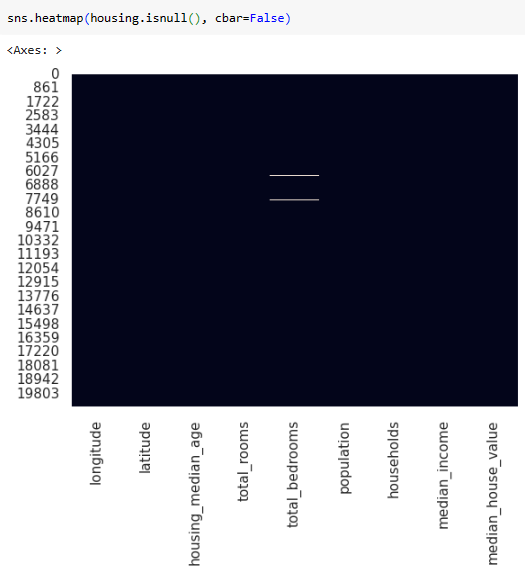 sns.heatmap(housing.isnull(), cbar=False)
<Axes: >
0
861
1722
2583
3444
4305
5166
6027
6888
7749
8610
9471
10332
11193
12054
12915
13776
14637
15498
16359
17220
18081
18942
19803
longitude
latitude
housing_median_age
total_rooms
total_bedrooms
population
households
median_income
median_house_value